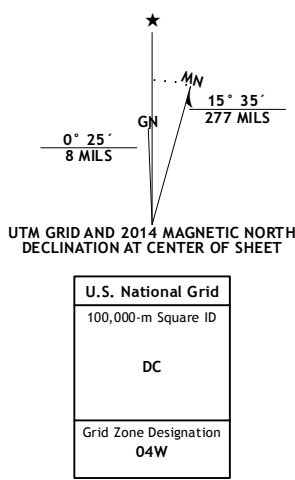 ★
MN
15° 35´
277 MILS
GN
0° 25´
8 MILS
UTM GRID AND 2014 MAGNETIC NORTH
DECLINATION AT CENTER OF SHEET
U.S. National Grid
100,000-m Square ID
DC
Grid Zone Designation
04W